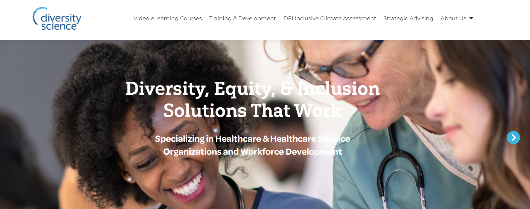 diversity
science
Video eLearning Courses
Training & Development
DEI Inclusive Climate Assessment
Strategic Advising
About Us
Diversity, Equity, & Inclusion
Solutions That Work
Specializing in Healthcare & Healthcare Science
Organizations and Workforce Development